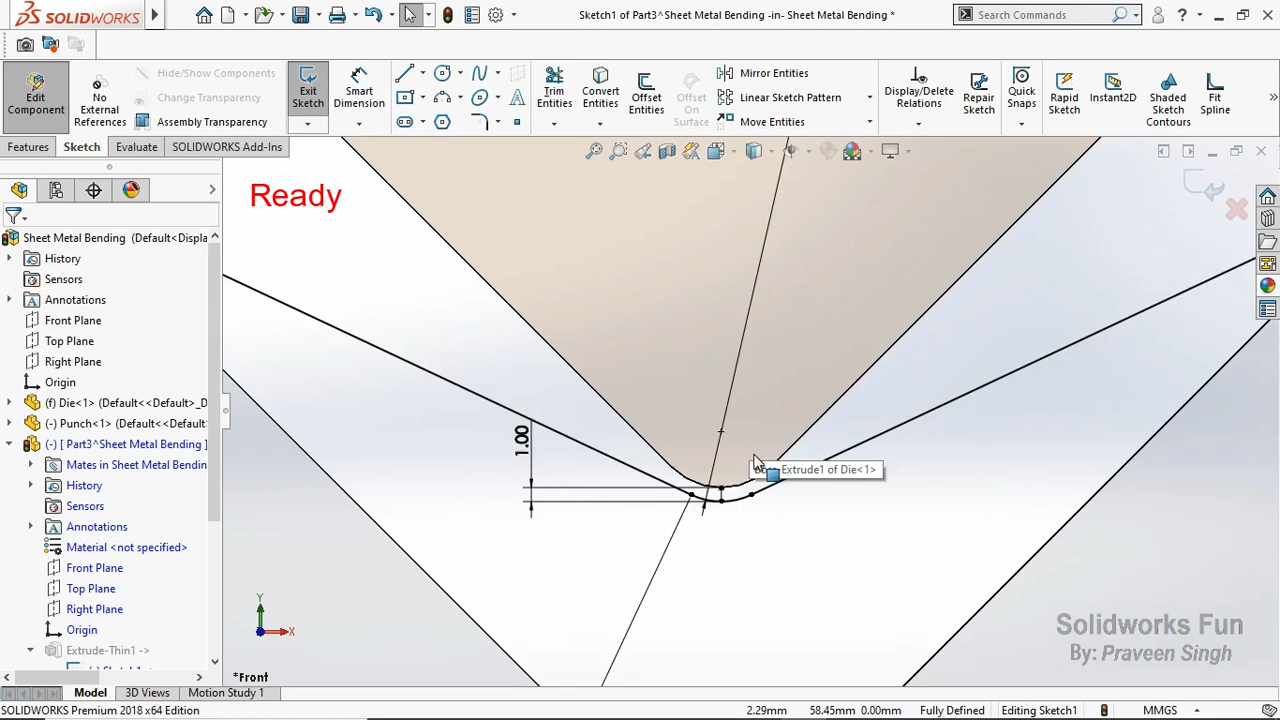 SOLIDWORKS
Sketch1 of Part3^Sheet Metal Bending -in- Sheet Metal Bending *
Search Commands
Edit Component
No External References
Hide/Show Components
Change Transparency
Assembly Transparency
Exit Sketch
Smart Dimension
Trim Entities
Convert Entities
Offset Entities
Offset On Surface
Mirror Entities
Linear Sketch Pattern
Move Entities
Display/Delete Relations
Repair Sketch
Quick Snaps
Rapid Sketch
Instant2D
Shaded Sketch Contours
Fit Spline
Features
Sketch
Evaluate
SOLIDWORKS Add-Ins
Ready
Sheet Metal Bending (Default<Displa
History
Sensors
Annotations
Front Plane
Top Plane
Right Plane
Origin
(f) Die<1> (Default<<Default>_D
(-) Punch<1> (Default<<Default
(-) [ Part3^Sheet Metal Bending ]
Mates in Sheet Metal Bending
History
Sensors
Annotations
Material <not specified>
Front Plane
Top Plane
Right Plane
Origin
Extrude-Thin1 ->
1.00
Extrude1 of Die<1>
Y
X
*Front
Solidworks Fun
By: Praveen Singh
Model
3D Views
Motion Study 1
SOLIDWORKS Premium 2018 x64 Edition
2.29mm
58.45mm 0.00mm
Fully Defined
Editing Sketch1
MMGS